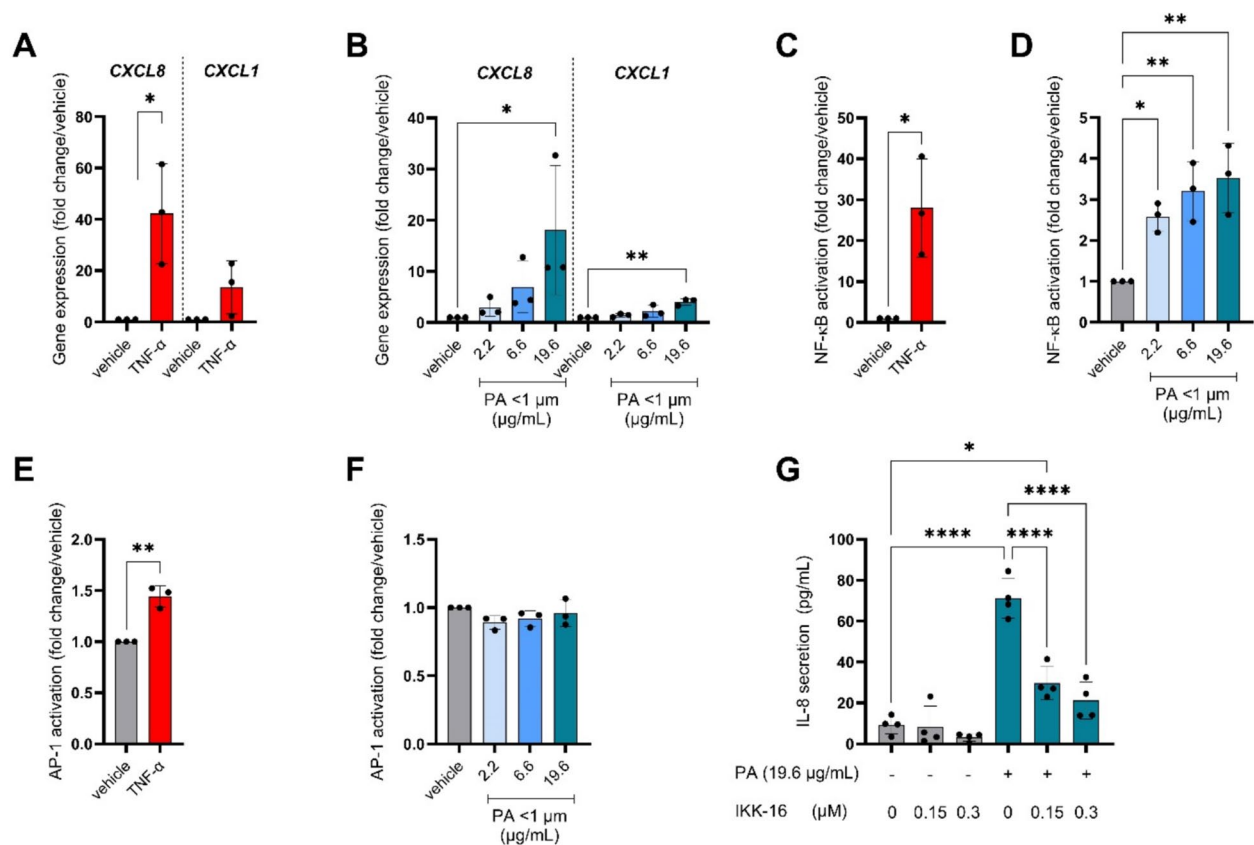 A
CXCL8 CXCL1
*
Gene expression (fold change/vehicle)
80
60
40
20
0
vehicle TNF-α vehicle TNF-α
B
CXCL8 CXCL1
*
**
Gene expression (fold change/vehicle)
40
30
20
10
0
vehicle 2.2 6.6 19.6 vehicle 2.2 6.6 19.6
PA <1 µm PA <1 µm
(µg/mL) (µg/mL)
C
*
NF-κB activation (fold change/vehicle)
50
40
30
20
10
0
vehicle TNF-α
D
**
**
*
NF-κB activation (fold change/vehicle)
5
4
3
2
1
0
vehicle 2.2 6.6 19.6
PA <1 µm
(µg/mL)
E
**
AP-1 activation (fold change/vehicle)
2.0
1.5
1.0
0.5
0.0
vehicle TNF-α
F
AP-1 activation (fold change/vehicle)
1.5
1.0
0.5
0.0
vehicle 2.2 6.6 19.6
PA <1 µm
(µg/mL)
G
*
****
**** ****
IL-8 secretion (pg/mL)
100
80
60
40
20
0
PA (19.6 µg/mL) - - - + + +
IKK-16 (µM) 0 0.15 0.3 0 0.15 0.3